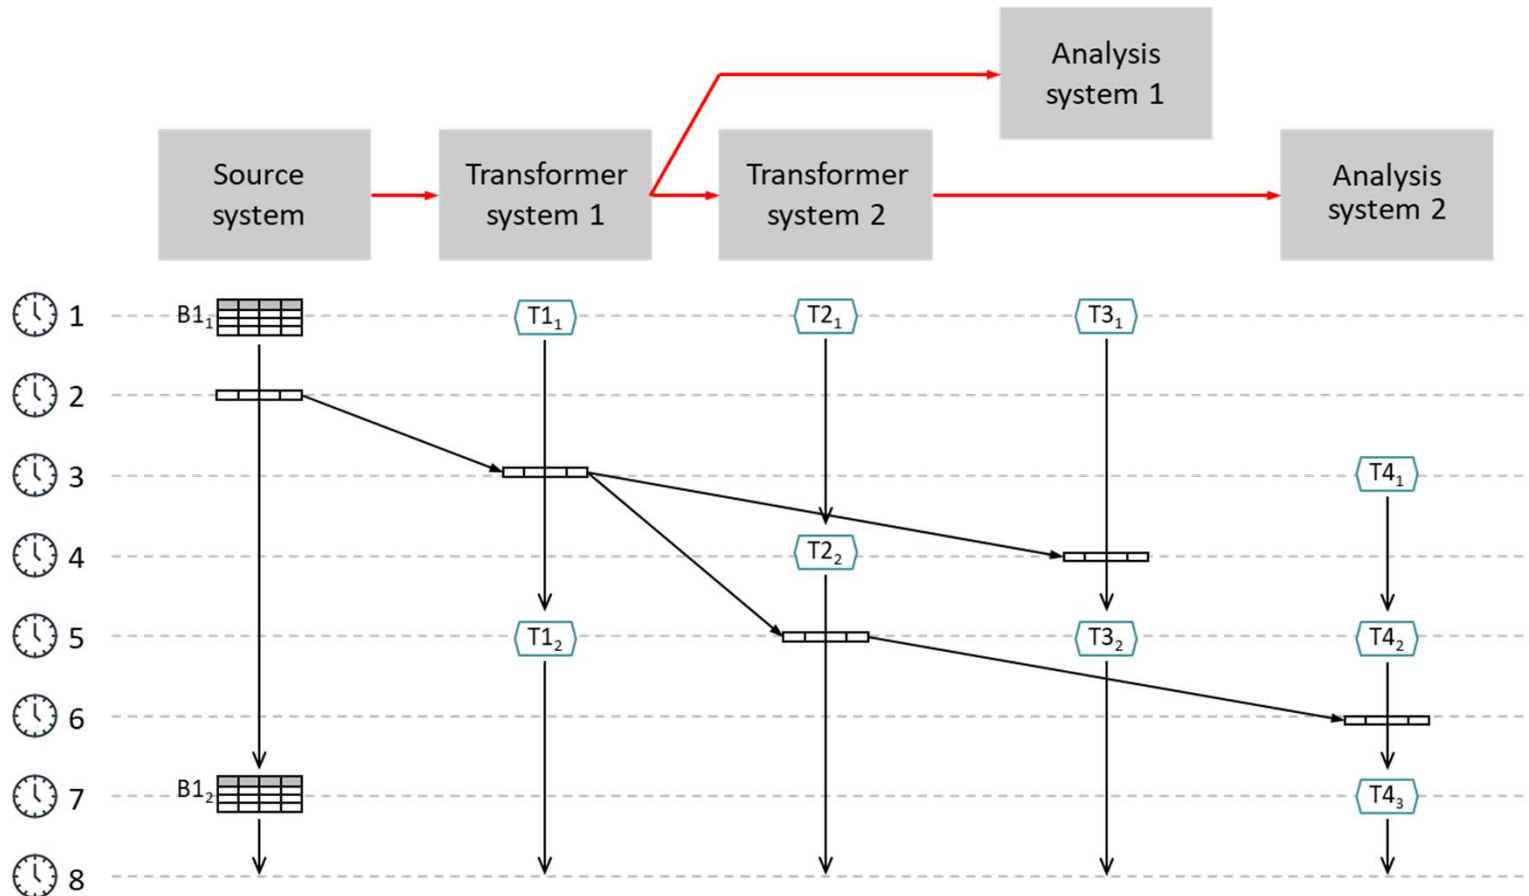 Analysis
system 1
Source
system
Transformer
system 1
Transformer
system 2
Analysis
system 2
1 B1₁ T1₁ T2₁ T3₁
2
3 T4₁
4 T2₂
5 T1₂ T3₂ T4₂
6
7 B1₂ T4₃
8